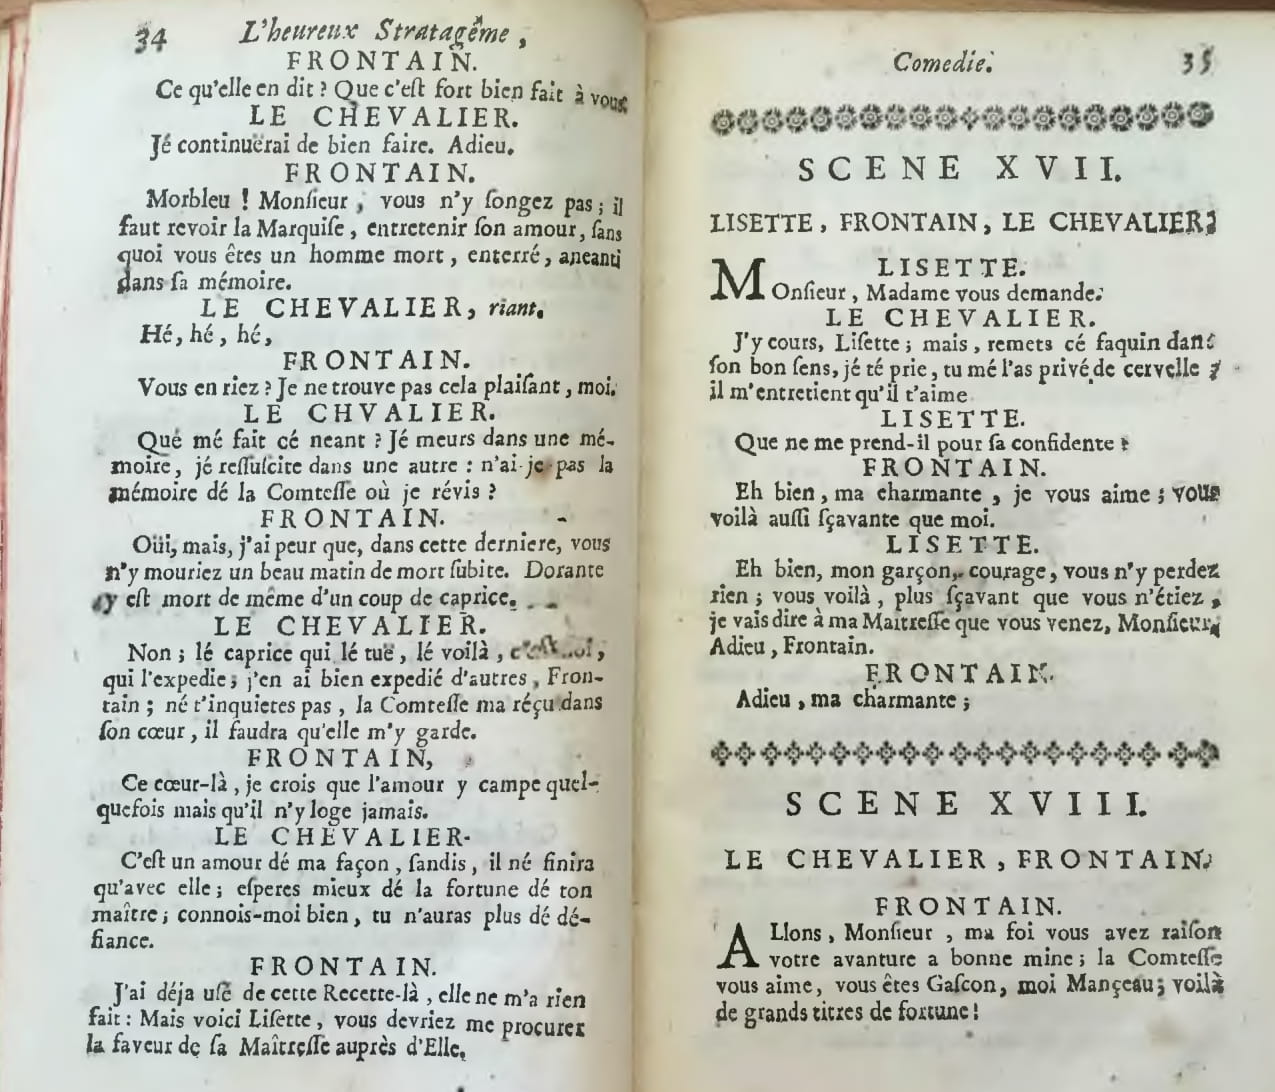 34 L'heureux Stratagême,
FRONTAIN.
Ce qu'elle en dit ? Que c'eſt fort bien fait à vous
LE CHEVALIER.
Jé continuërai de bien faire. Adieu.
FRONTAIN.
Morbleu ! Monſieur, vous n'y ſongez pas ; il
faut revoir la Marquiſe, entretenir ſon amour, ſans
quoi vous êtes un homme mort, enterré, aneanti
dans ſa mémoire.
LE CHEVALIER, riant.
Hé, hé, hé,
FRONTAIN.
Vous en riez ? Je ne trouve pas cela plaiſant, moi.
LE CHVALIER.
Qué mé fait cé neant ? Jé meurs dans une mé-
moire, jé reſſuſcite dans une autre : n'ai-je pas la
mémoire dé la Comteſſe où je révis ?
FRONTAIN.
Oüi, mais, j'ai peur que, dans cette derniere, vous
n'y mouriez un beau matin de mort ſubite. Dorante
y eſt mort de même d'un coup de caprice.
LE CHEVALIER.
Non ; lé caprice qui lé tuë, lé voilà,
qui l'expedie ; j'en ai bien expedié d'autres, Fron-
tain ; né t'inquietes pas, la Comteſſe ma réçu dans
ſon cœur, il faudra qu'elle m'y garde.
FRONTAIN,
Ce cœur-là, je crois que l'amour y campe quel-
quefois mais qu'il n'y loge jamais.
LE CHEVALIER-
C'eſt un amour dé ma façon, ſandis, il né finira
qu'avec elle ; eſperes mieux dé la fortune dé ton
maître ; connois-moi bien, tu n'auras plus dé dé-
fiance.
FRONTAIN.
J'ai déja uſé de cette Recette-là, elle ne m'a rien
fait : Mais voici Liſette, vous devriez me procurer
la faveur de ſa Maîtreſſe auprès d'Elle.
Comedie. 35
SCENE XVII.
LISETTE, FRONTAIN, LE CHEVALIER.
LISETTE.
MOnſieur, Madame vous demande.
LE CHEVALIER.
J'y cours, Liſette ; mais, remets cé faquin dans
ſon bon ſens, jé té prie, tu mé l'as privé de cervelle ;
il m'entretient qu'il t'aime
LISETTE.
Que ne me prend-il pour ſa confidente ?
FRONTAIN.
Eh bien, ma charmante, je vous aime ; vous
voilà auſſi ſçavante que moi.
LISETTE.
Eh bien, mon garçon, courage, vous n'y perdez
rien ; vous voilà, plus ſçavant que vous n'étiez,
je vais dire à ma Maitreſſe que vous venez, Monſieur,
Adieu, Frontain.
FRONTAIN.
Adieu, ma charmante ;
SCENE XVIII.
LE CHEVALIER, FRONTAIN.
FRONTAIN.
ALlons, Monſieur, ma foi vous avez raiſon
votre avanture a bonne mine ; la Comteſſe
vous aime, vous êtes Gaſcon, moi Mançeau ; voilà
de grands titres de fortune !